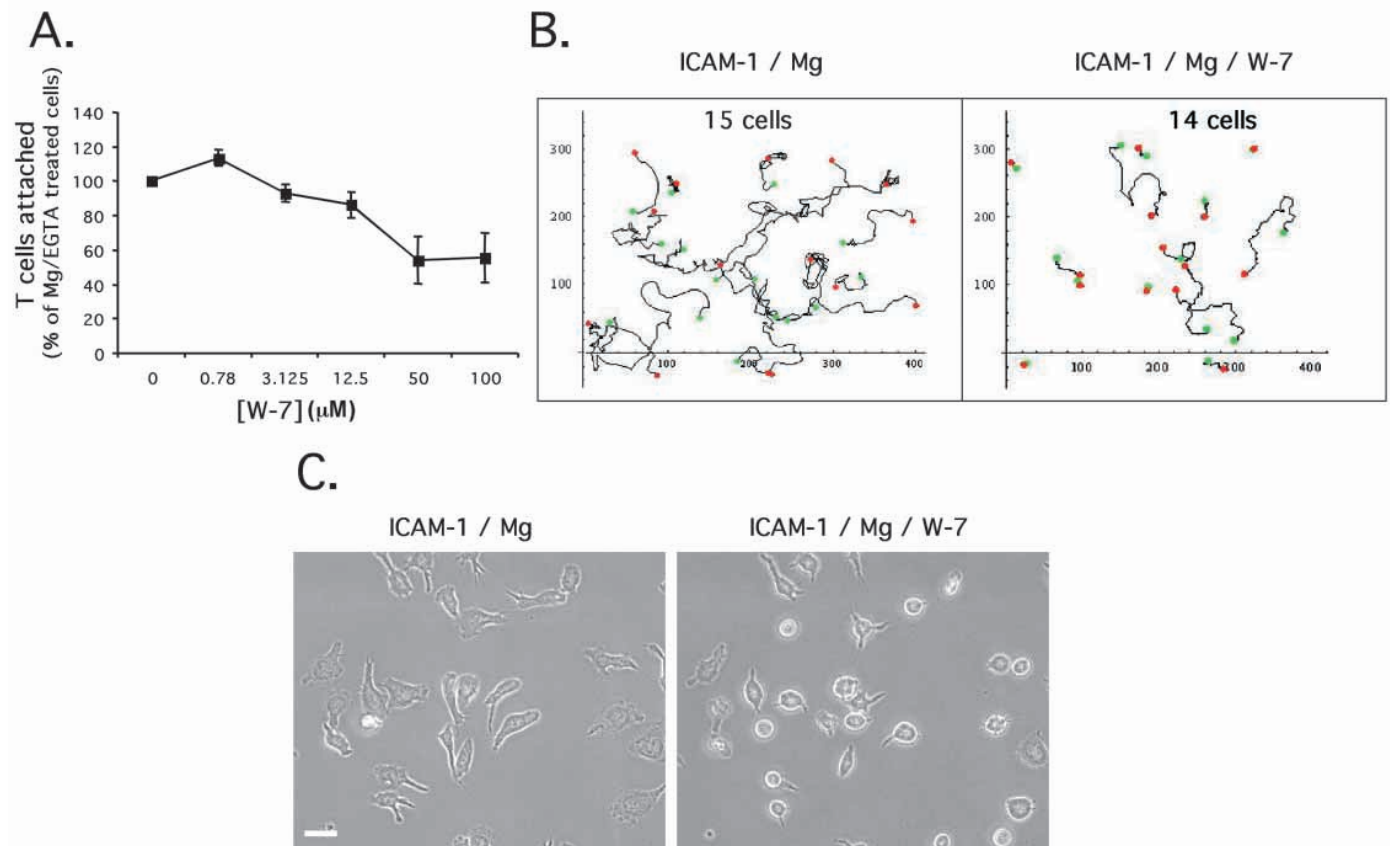 A.
T cells attached
(% of Mg/EGTA treated cells)
140
120
100
80
60
40
20
0
0 0.78 3.125 12.5 50 100
[W-7] (μM)
B.
ICAM-1 / Mg
15 cells
300
200
100
100 200 300 400
ICAM-1 / Mg / W-7
14 cells
300
200
100
100 200 300 400
C.
ICAM-1 / Mg
ICAM-1 / Mg / W-7